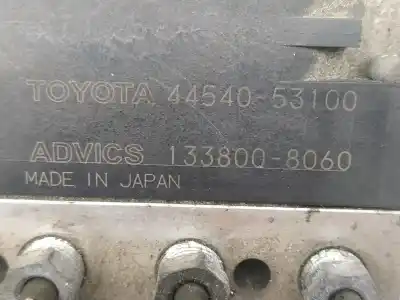 TOYOTA 44540-53100
ADVICS 133800-8060
MADE IN JAPAN